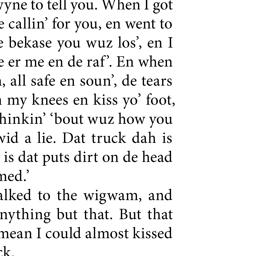 wyne to tell you. When I got
e callin’ for you, en went to
e bekase you wuz los’, en I
e er me en de raf’. En when
, all safe en soun’, de tears
my knees en kiss yo’ foot,
hinkin’ ‘bout wuz how you
wid a lie. Dat truck dah is
is dat puts dirt on de head
med.’
alked to the wigwam, and
nything but that. But that
mean I could almost kissed
ck.